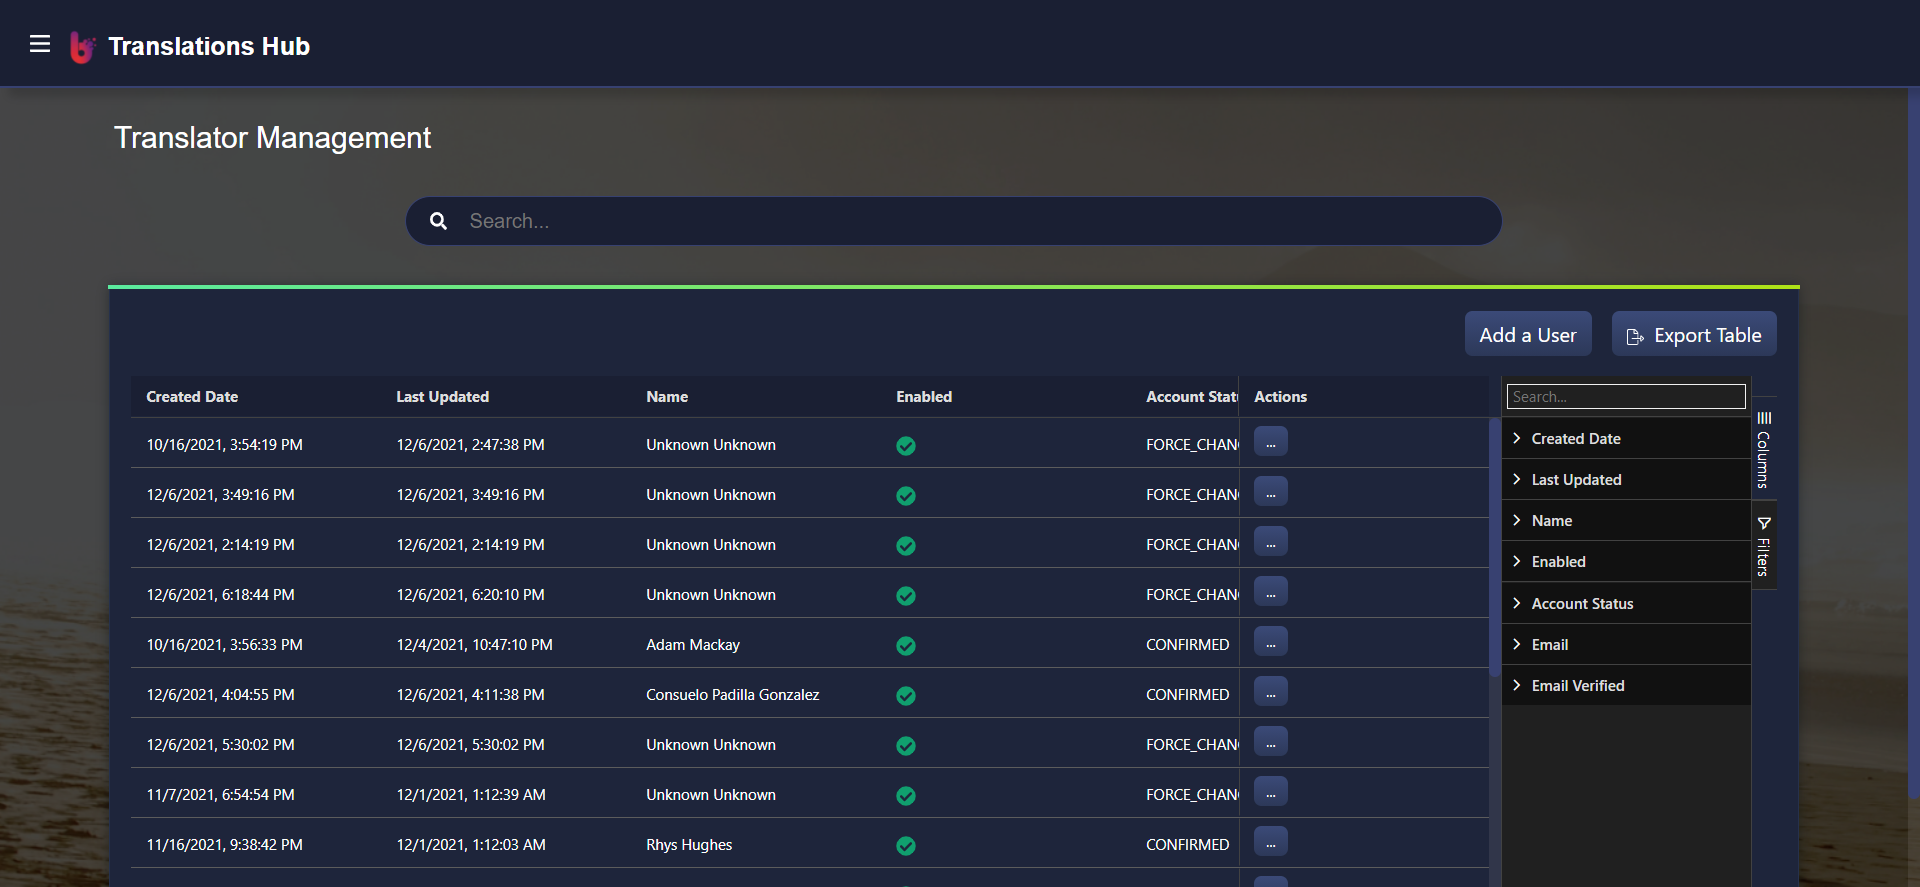 Translations Hub
Translator Management
Search...
Add a User
Export Table
Created Date Last Updated Name Enabled Account Statu Actions
10/16/2021, 3:54:19 PM 12/6/2021, 2:47:38 PM Unknown Unknown FORCE_CHANG ...
12/6/2021, 3:49:16 PM 12/6/2021, 3:49:16 PM Unknown Unknown FORCE_CHANG ...
12/6/2021, 2:14:19 PM 12/6/2021, 2:14:19 PM Unknown Unknown FORCE_CHANG ...
12/6/2021, 6:18:44 PM 12/6/2021, 6:20:10 PM Unknown Unknown FORCE_CHANG ...
10/16/2021, 3:56:33 PM 12/4/2021, 10:47:10 PM Adam Mackay CONFIRMED ...
12/6/2021, 4:04:55 PM 12/6/2021, 4:11:38 PM Consuelo Padilla Gonzalez CONFIRMED ...
12/6/2021, 5:30:02 PM 12/6/2021, 5:30:02 PM Unknown Unknown FORCE_CHANG ...
11/7/2021, 6:54:54 PM 12/1/2021, 1:12:39 AM Unknown Unknown FORCE_CHANG ...
11/16/2021, 9:38:42 PM 12/1/2021, 1:12:03 AM Rhys Hughes CONFIRMED ...
Search...
Created Date
Last Updated
Name
Enabled
Account Status
Email
Email Verified
Columns
Filters